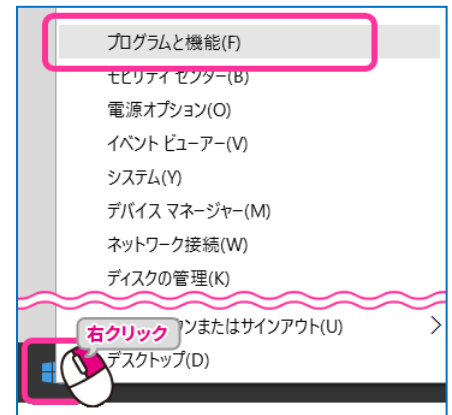 プログラムと機能(F)
モビリティ センター(B)
電源オプション(O)
イベント ビューアー(V)
システム(Y)
デバイス マネージャー(M)
ネットワーク接続(W)
ディスクの管理(K)
ウンまたはサインアウト(U)
右クリック
デスクトップ(D)